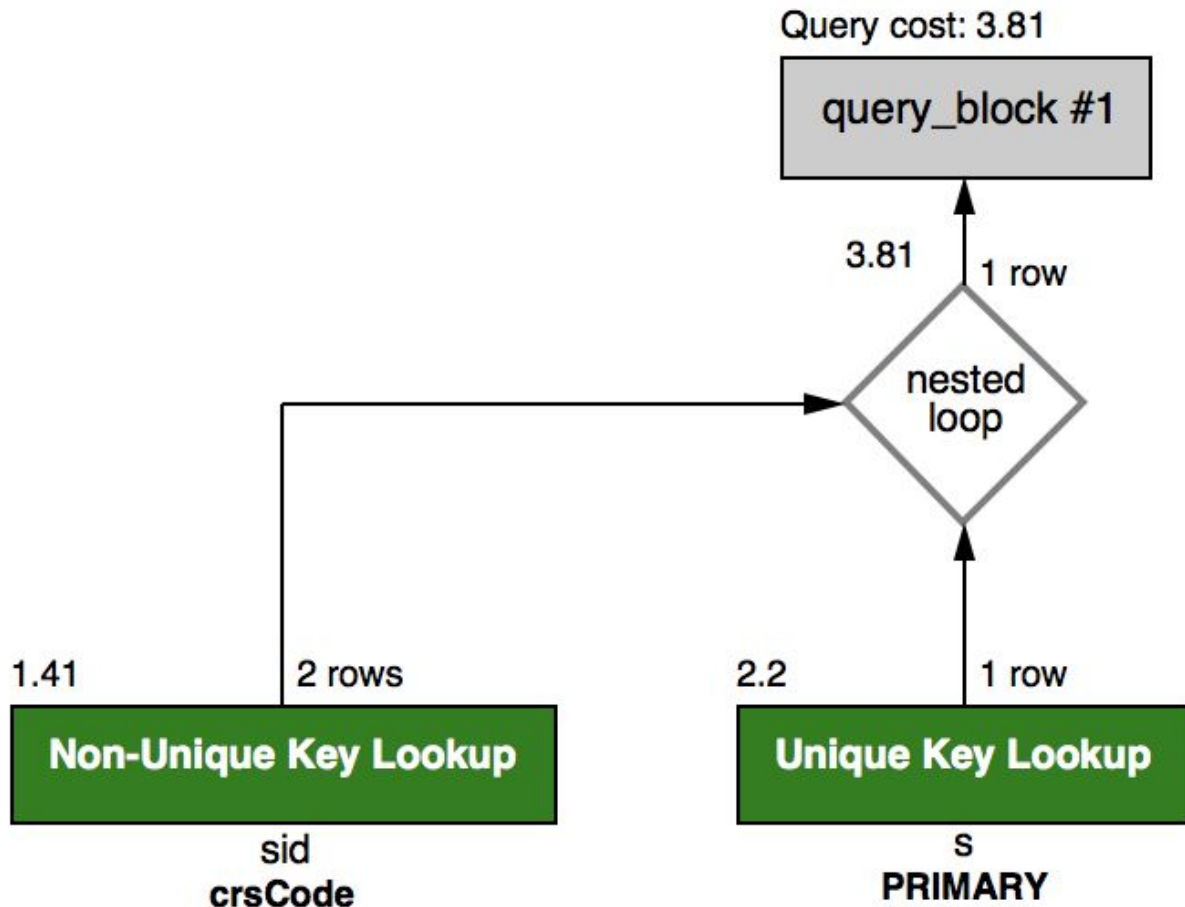 Query cost: 3.81
query_block #1
3.81
1 row
nested
loop
1.41
2 rows
2.2
1 row
Non-Unique Key Lookup
Unique Key Lookup
sid
crsCode
s
PRIMARY